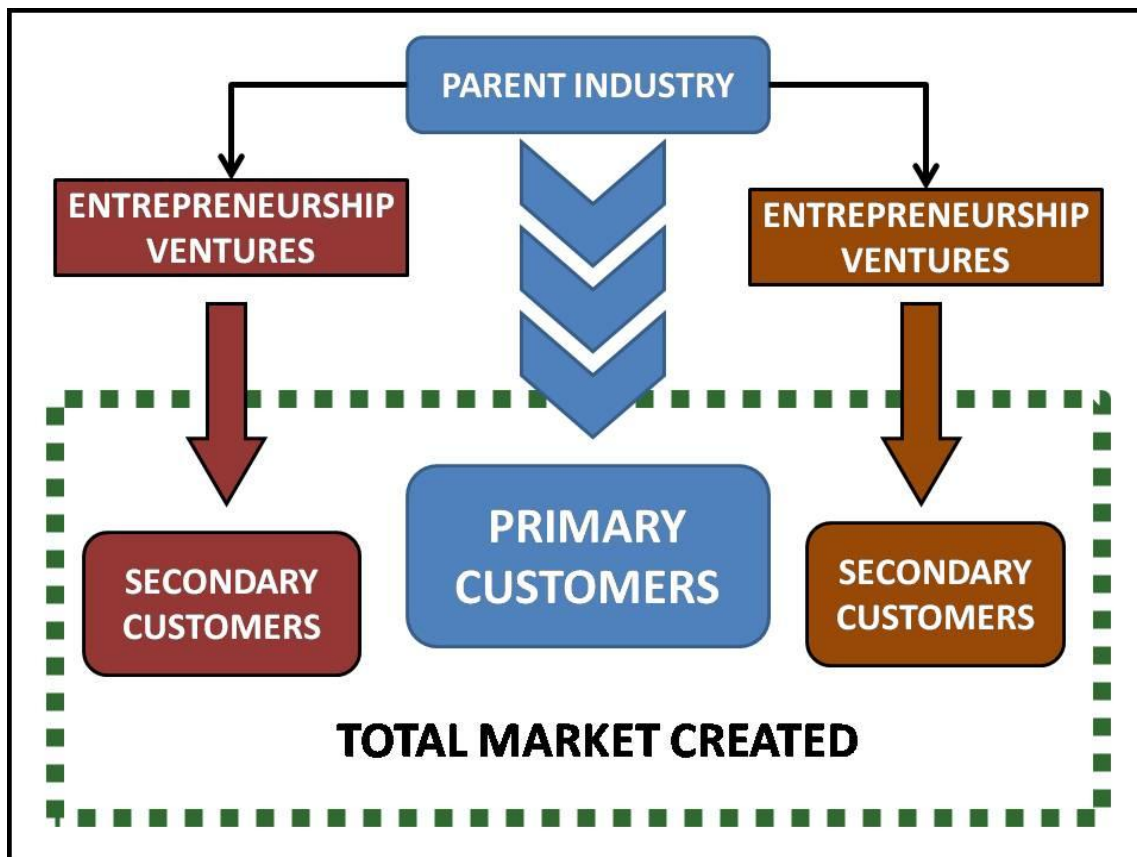 PARENT INDUSTRY
ENTREPRENEURSHIP
VENTURES
ENTREPRENEURSHIP
VENTURES
PRIMARY
CUSTOMERS
SECONDARY
CUSTOMERS
SECONDARY
CUSTOMERS
TOTAL MARKET CREATED